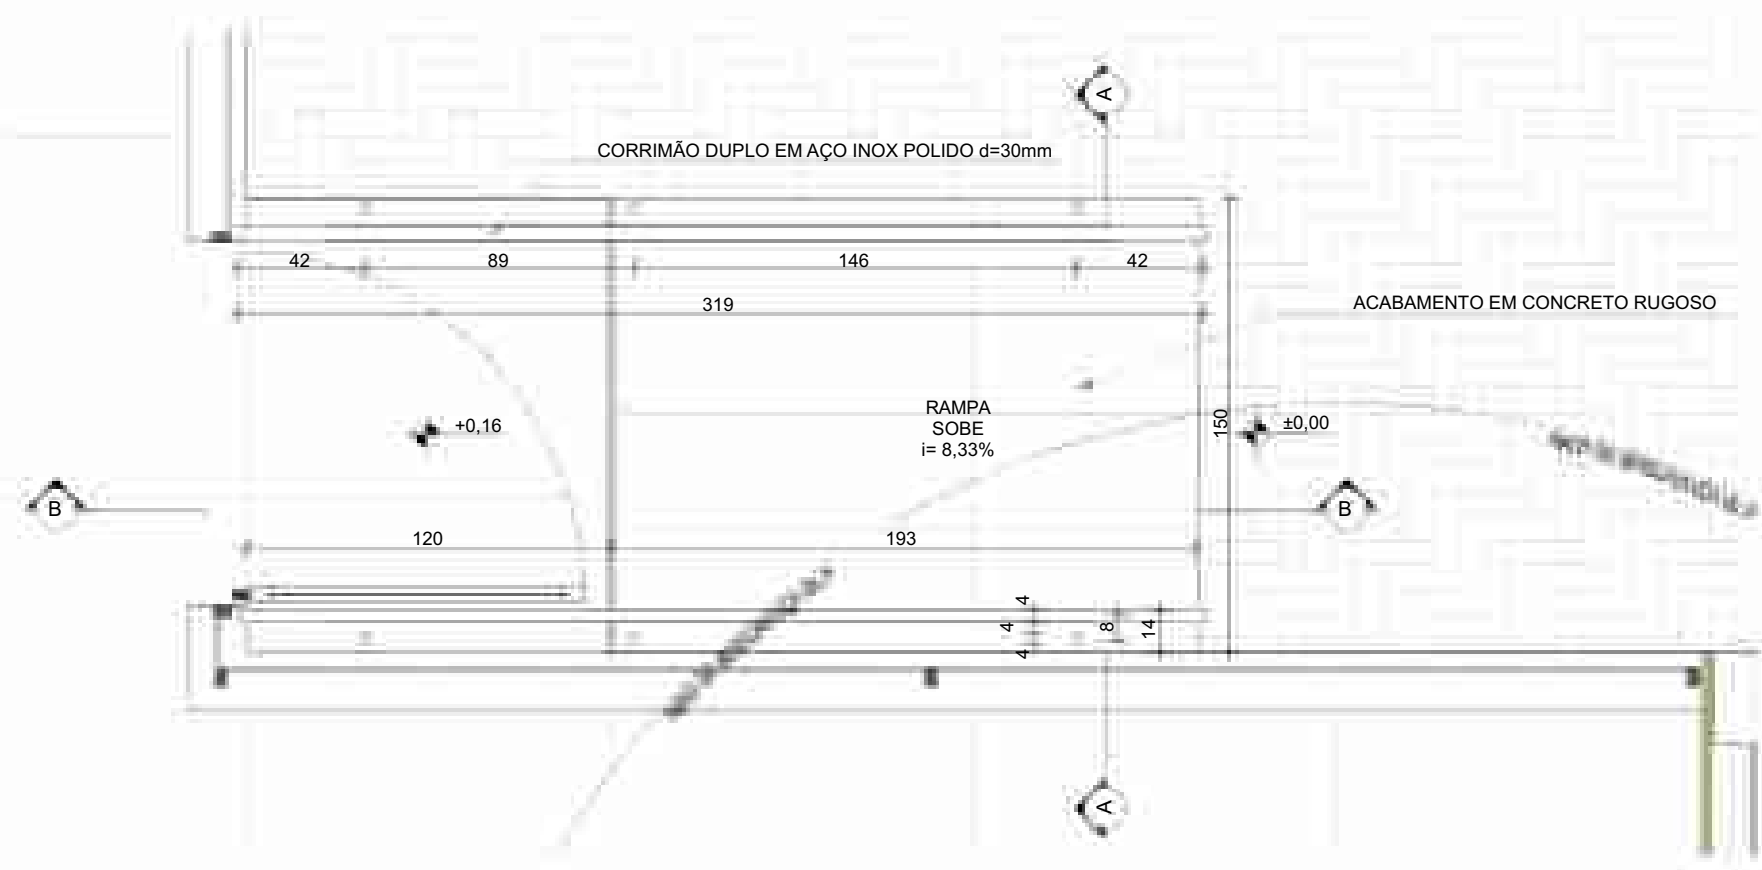 A
CORRIMÃO DUPLO EM AÇO INOX POLIDO d=30mm
42
89
146
42
319
ACABAMENTO EM CONCRETO RUGOSO
+0,16
RAMPA
SOBE
i= 8,33%
150
±0,00
B
B
120
193
4
4
4
8
14
A